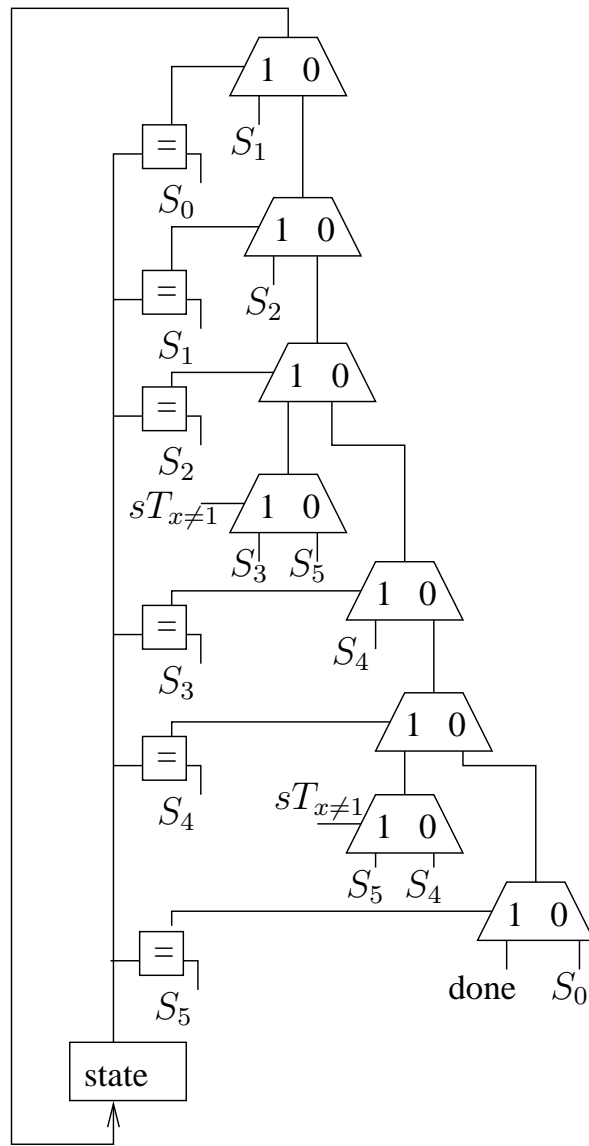 1 0
=
S₁
S₀
1 0
=
S₂
S₁
1 0
=
S₂
sTₓ≠₁
1 0
S₃ S₅
1 0
=
S₄
S₃
1 0
=
S₄
sTₓ≠₁
1 0
S₅ S₄
1 0
=
done S₀
S₅
state